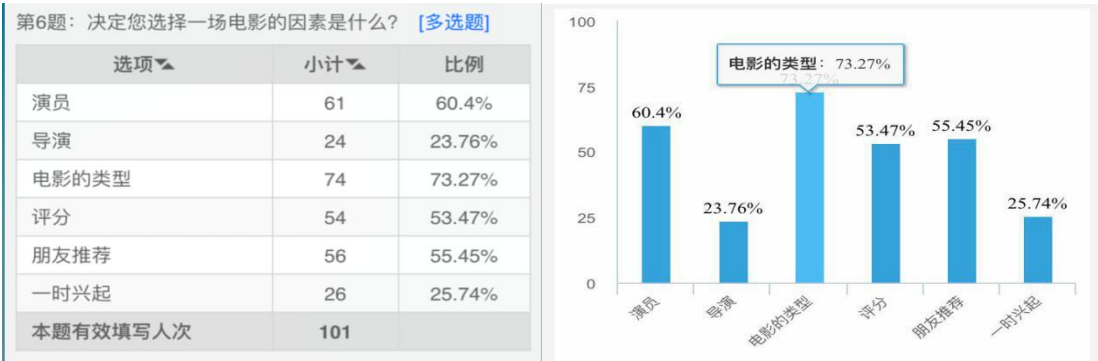 第6题：决定您选择一场电影的因素是什么？ [多选题]
选项 小计 比例
演员 61 60.4%
导演 24 23.76%
电影的类型 74 73.27%
评分 54 53.47%
朋友推荐 56 55.45%
一时兴起 26 25.74%
本题有效填写人次 101
100
75
50
25
0
电影的类型：73.27%
73.27%
60.4%
23.76%
53.47%
55.45%
25.74%
演员
导演
电影的类型
评分
朋友推荐
一时兴起